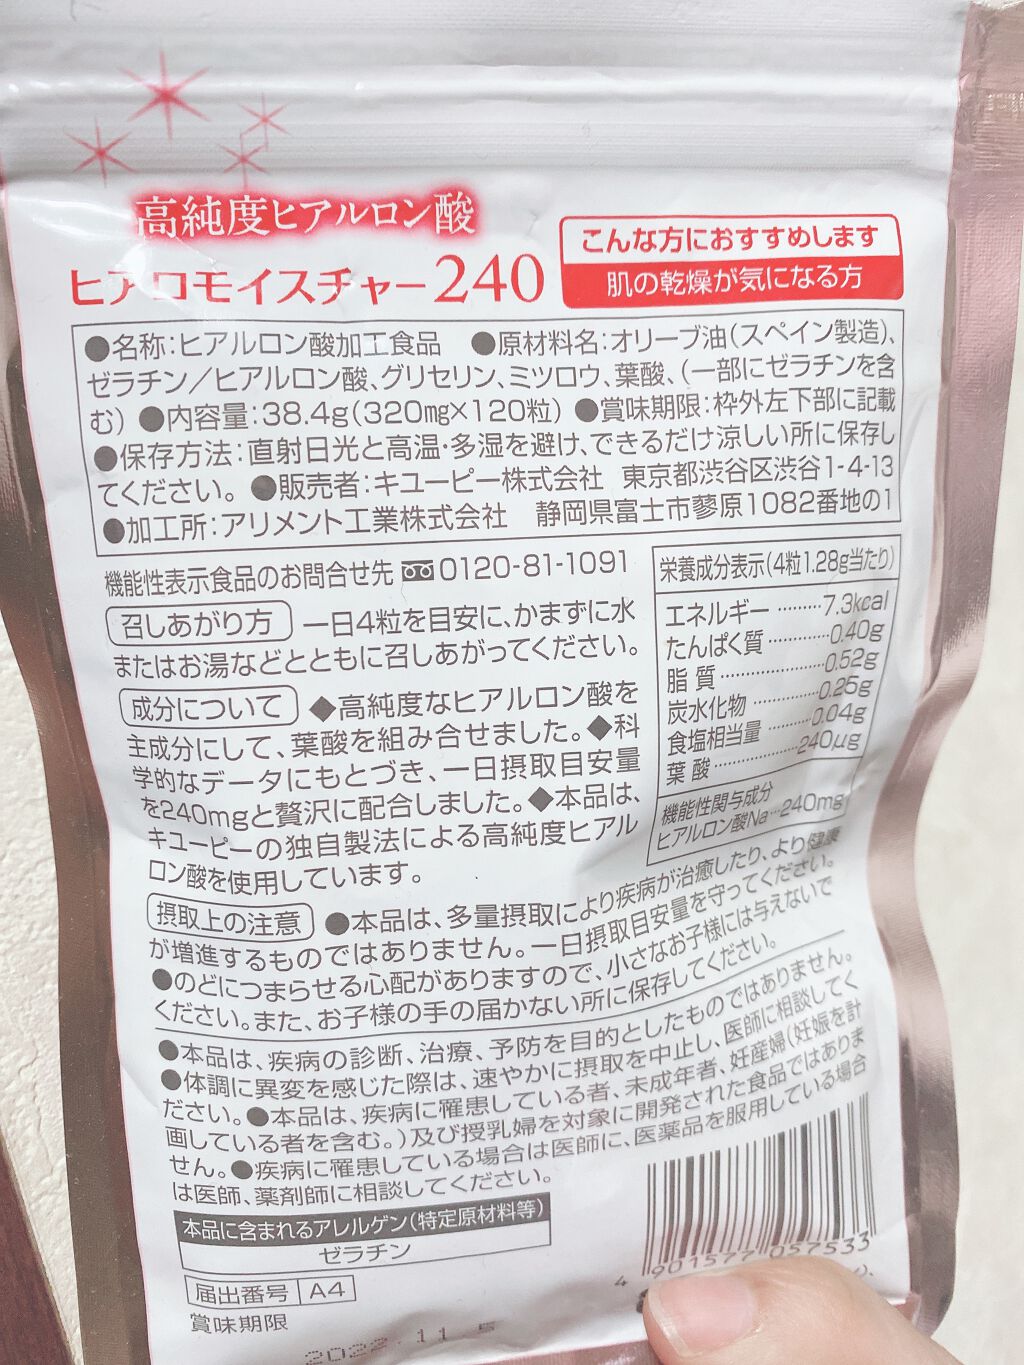 高純度ヒアルロン酸
ヒアロモイスチャー240
こんな方におすすめします
肌の乾燥が気になる方
●名称：ヒアルロン酸加工食品　●原材料名：オリーブ油（スペイン製造）、
ゼラチン／ヒアルロン酸、グリセリン、ミツロウ、葉酸、（一部にゼラチンを含
む）●内容量：38.4g（320mg×120粒）●賞味期限：枠外左下部に記載
●保存方法：直射日光と高温・多湿を避け、できるだけ涼しい所に保存し
てください。●販売者：キユーピー株式会社　東京都渋谷区渋谷1-4-13
●加工所：アリメント工業株式会社　静岡県富士市蓼原1082番地の1
機能性表示食品のお問合せ先 0120-81-1091
召しあがり方　一日4粒を目安に、かまずに水
またはお湯などとともに召しあがってください。
成分について　◆高純度なヒアルロン酸を
主成分にして、葉酸を組み合せました。◆科
学的なデータにもとづき、一日摂取目安量
を240mgと贅沢に配合しました。◆本品は、
キユーピーの独自製法による高純度ヒアル
ロン酸を使用しています。
栄養成分表示（4粒1.28g当たり）
エネルギー………7.3kcal
たんぱく質…………0.40g
脂質…………0.52g
炭水化物…………0.25g
食塩相当量………0.04g
葉酸…………240μg
機能性関与成分
ヒアルロン酸Na…240mg
摂取上の注意　●本品は、多量摂取により疾病が治癒したり、より健康
が増進するものではありません。一日摂取目安量を守ってください。
●のどにつまらせる心配がありますので、小さなお子様には与えないで
ください。また、お子様の手の届かない所に保存してください。
●本品は、疾病の診断、治療、予防を目的としたものではありません。
●体調に異変を感じた際は、速やかに摂取を中止し、医師に相談してく
ださい。●本品は、疾病に罹患している者、未成年者、妊産婦（妊娠を計
画している者を含む。）及び授乳婦を対象に開発された食品ではありま
せん。●疾病に罹患している場合は医師に、医薬品を服用している場合
は医師、薬剤師に相談してください。
本品に含まれるアレルゲン（特定原材料等）
ゼラチン
届出番号 A4
賞味期限
2022.11.5
4 901577 057533